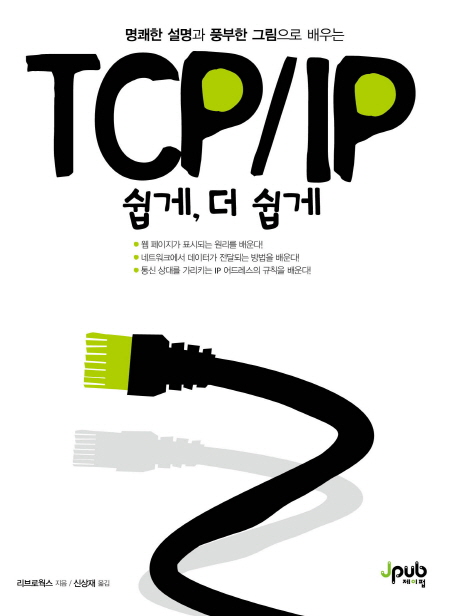 명쾌한 설명과 풍부한 그림으로 배우는
TCP/IP
쉽게, 더 쉽게
● 웹 페이지가 표시되는 원리를 배운다!
● 네트워크에서 데이터가 전달되는 방법을 배운다!
● 통신 상대를 가리키는 IP 어드레스의 규칙을 배운다!
리브로웍스 지음 / 신상재 옮김
Jpub
제이펍